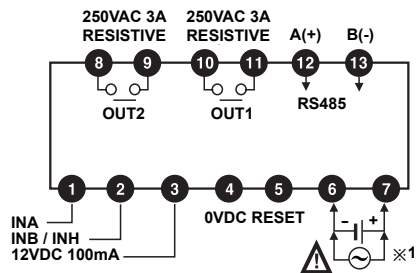 250VAC 3A 250VAC 3A A(+) B(-)
RESISTIVE RESISTIVE
8 9 10 11 12 13
OUT2 OUT1 RS485
1 2 3 4 5 6 7
INA 0VDC RESET - +
INB / INH
12VDC 100mA ※1